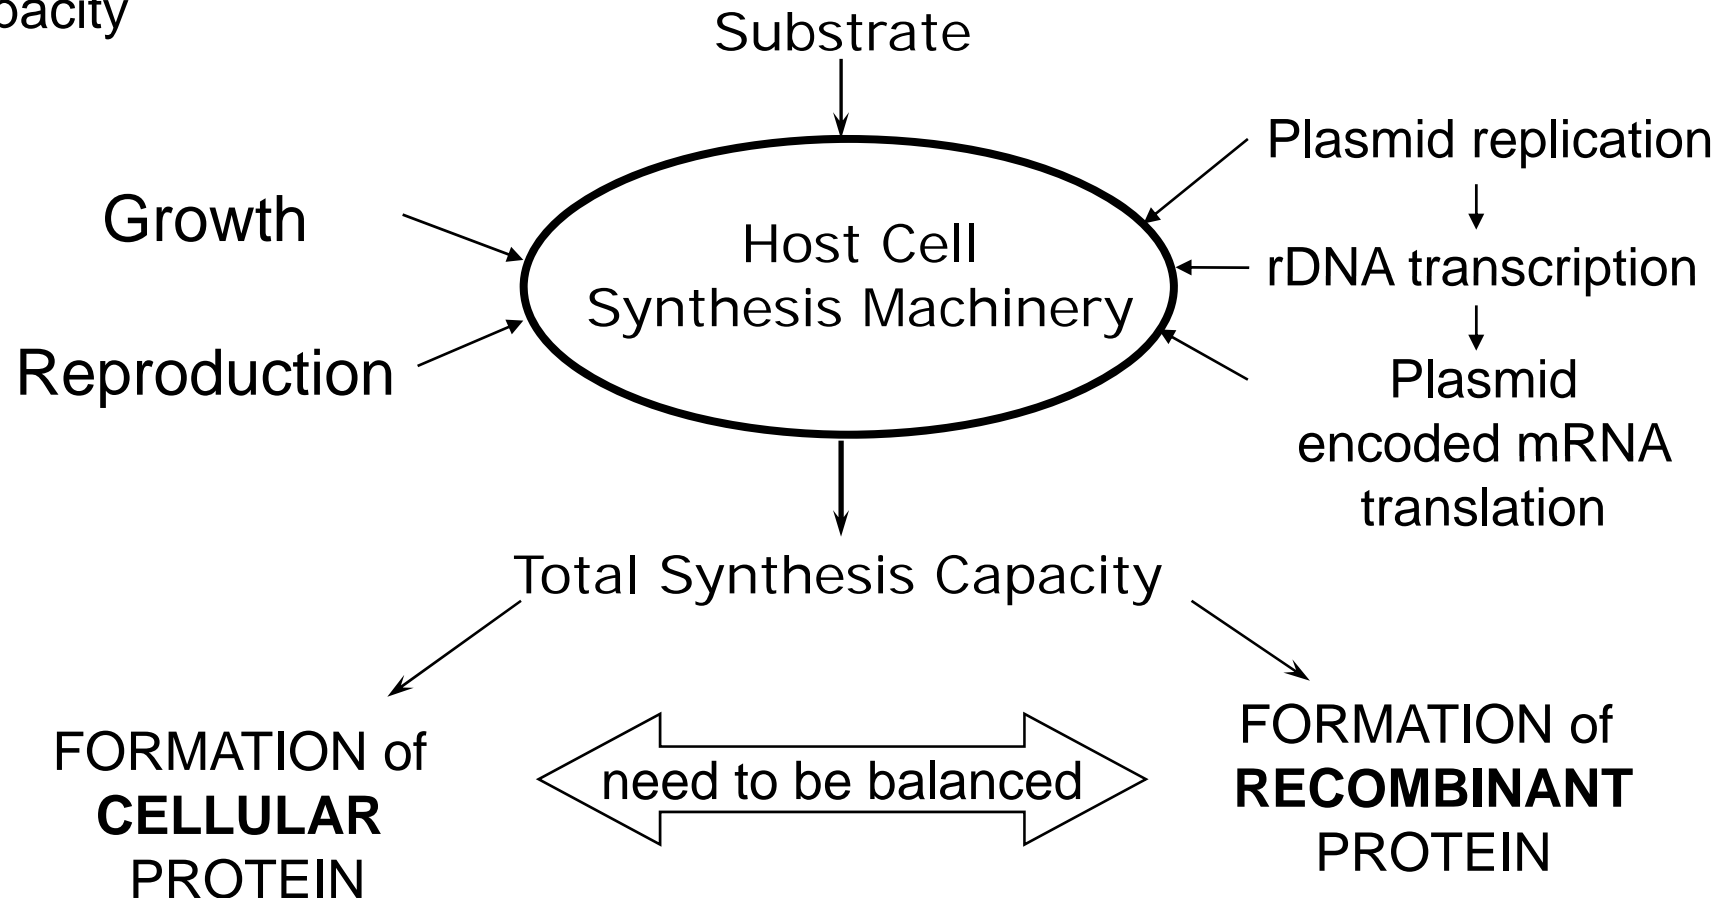 Substrate
Growth
Reproduction
Host Cell
Synthesis Machinery
Plasmid replication
rDNA transcription
Plasmid
encoded mRNA
translation
Total Synthesis Capacity
FORMATION of
CELLULAR
PROTEIN
need to be balanced
FORMATION of
RECOMBINANT
PROTEIN